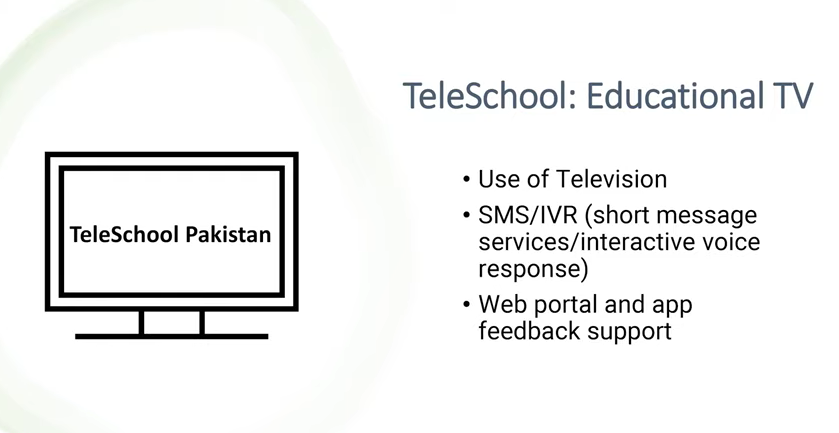 TeleSchool: Educational TV
TeleSchool Pakistan
• Use of Television
• SMS/IVR (short message
services/interactive voice
response)
• Web portal and app
feedback support